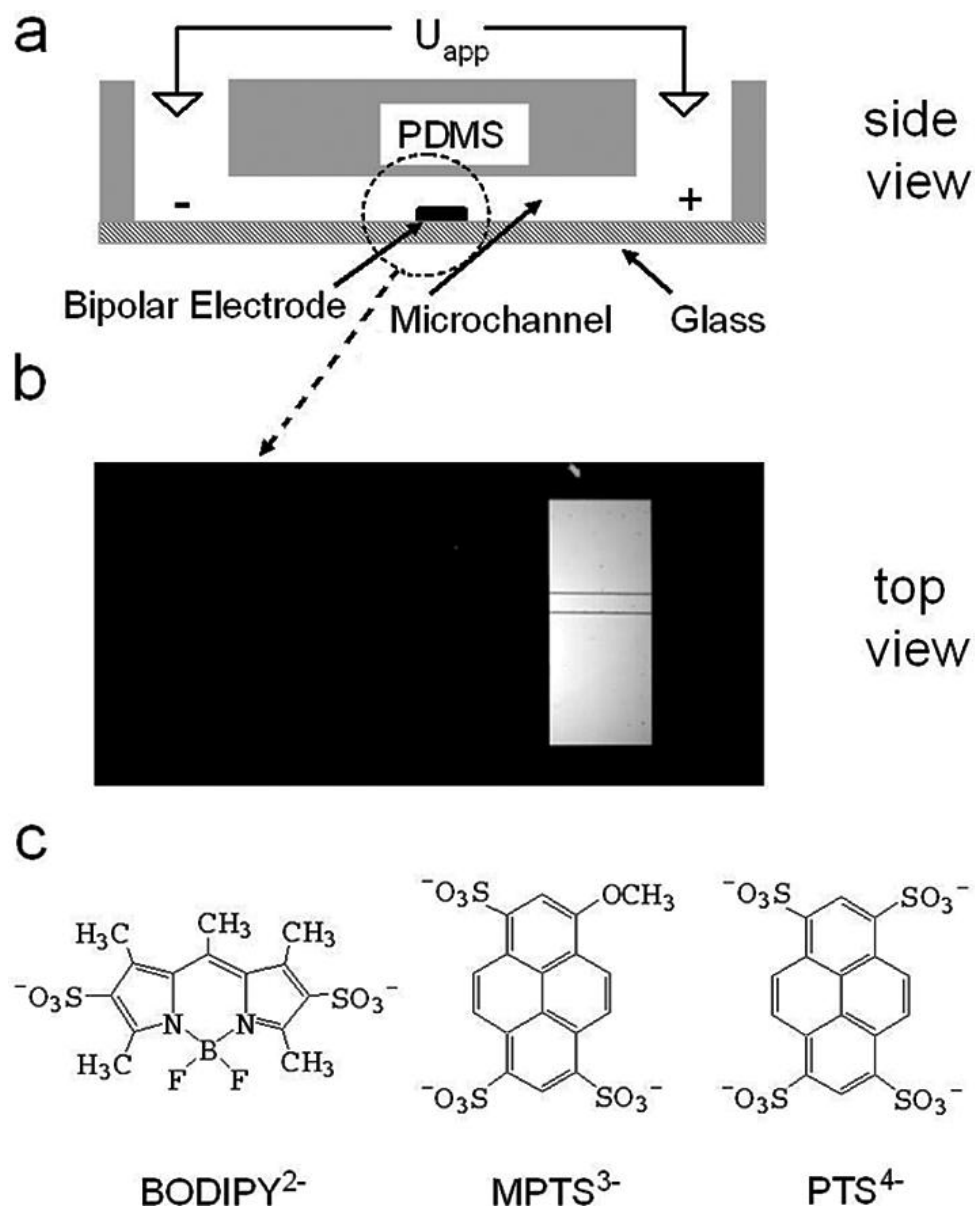 a
U_app
PDMS
side
view
-
+
Bipolar Electrode
Microchannel
Glass
b
top
view
c
H₃C
CH₃
CH₃
⁻O₃S
SO₃⁻
N
N
B
H₃C
CH₃
F
F
BODIPY²⁻
⁻O₃S
OCH₃
⁻O₃S
SO₃⁻
MPTS³⁻
⁻O₃S
SO₃⁻
⁻O₃S
SO₃⁻
PTS⁴⁻